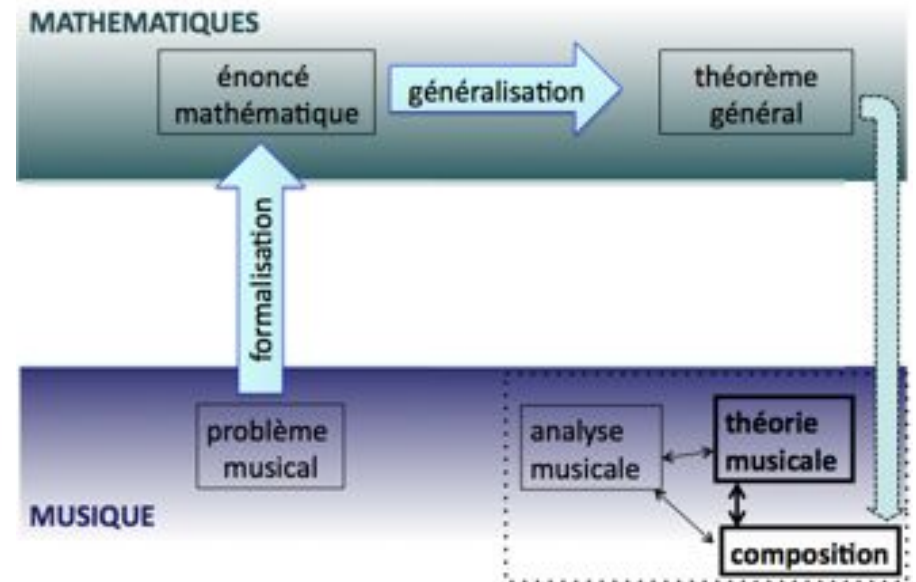 MATHEMATIQUES
énoncé
mathématique
généralisation
théorème
général
formalisation
problème
musical
analyse
musicale
théorie
musicale
MUSIQUE
composition